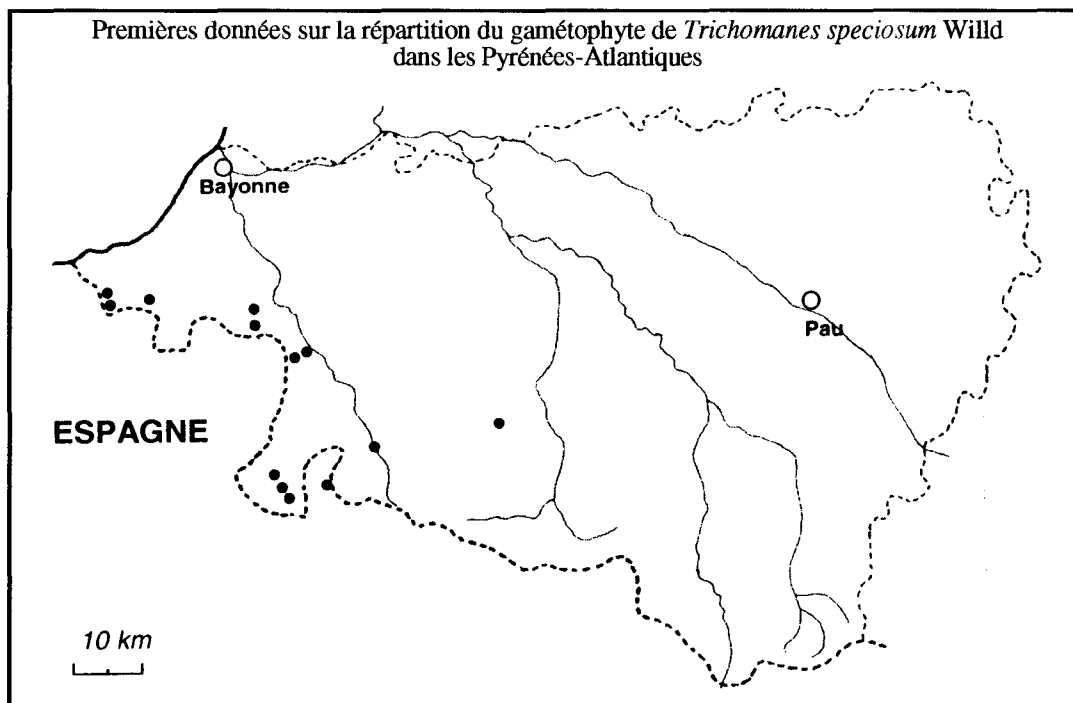 Premières données sur la répartition du gamétophyte de Trichomanes speciosum Willd
dans les Pyrénées-Atlantiques
Bayonne
Pau
ESPAGNE
10 km